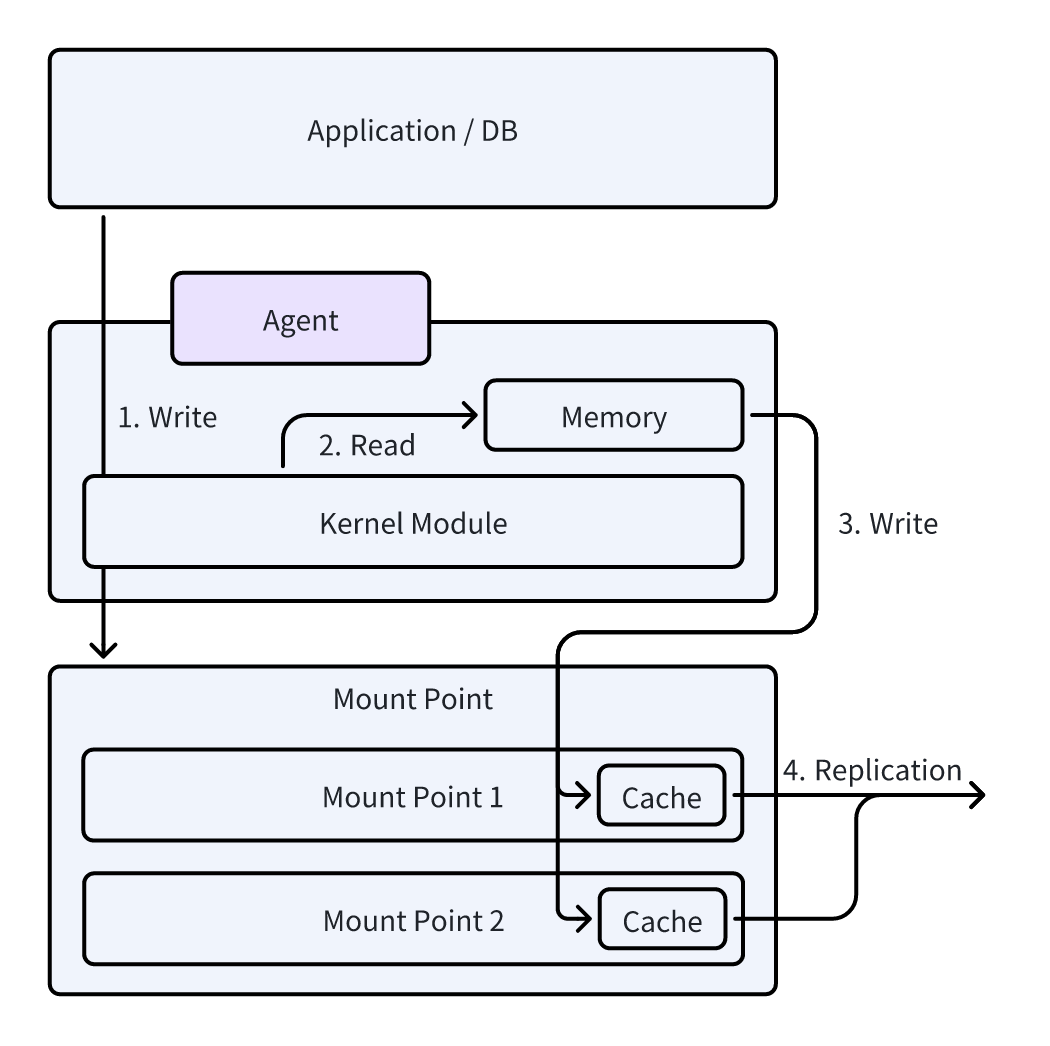 Application / DB
Agent
1. Write
Memory
2. Read
Kernel Module
3. Write
Mount Point
4. Replication
Mount Point 1
Cache
Mount Point 2
Cache